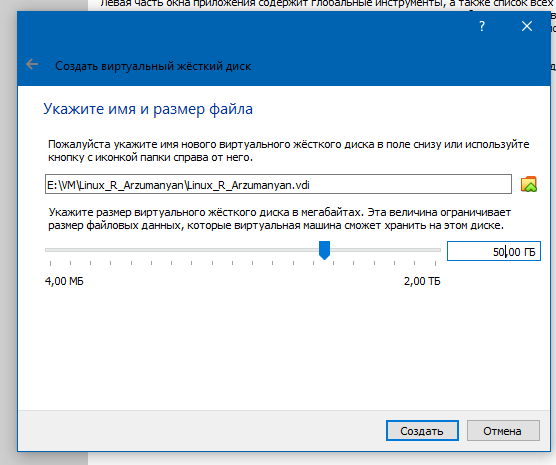 Левая часть окна приложения содержит глобальные инструменты, а также список всех
?
Создать виртуальный жёсткий диск
Укажите имя и размер файла
Пожалуйста укажите имя нового виртуального жёсткого диска в поле снизу или используйте
кнопку с иконкой папки справа от него.
E:\VM\Linux_R_Arzumanyan\Linux_R_Arzumanyan.vdi
Укажите размер виртуального жёсткого диска в мегабайтах. Эта величина ограничивает
размер файловых данных, которые виртуальная машина сможет хранить на этом диске.
50,00 ГБ
4,00 МБ
2,00 ТБ
Создать
Отмена